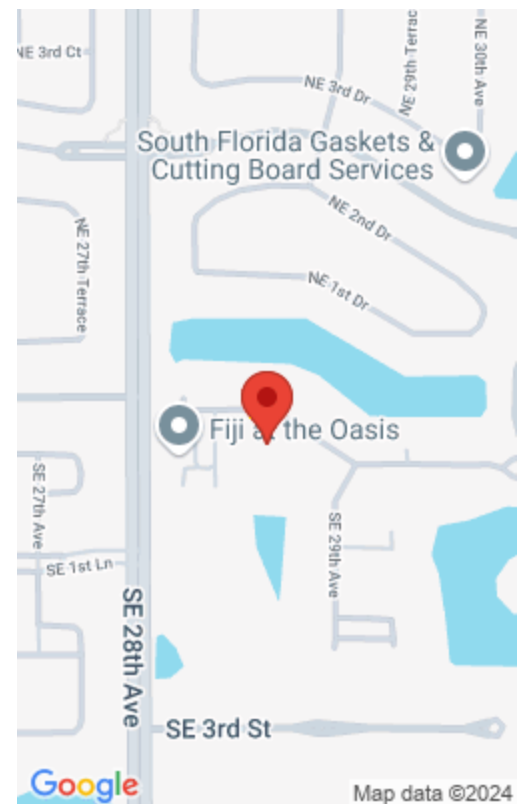 NE 3rd Ct
NE 29th Terrace
NE 30th Ave
NE 3rd Dr
South Florida Gaskets &
Cutting Board Services
NE 2nd Dr
NE 27th Terrace
NE 1st Dr
Fiji at the Oasis
SE 27th Ave
SE 29th Ave
SE 1st Ln
SE 28th Ave
SE 3rd St
Google
Map data ©2024